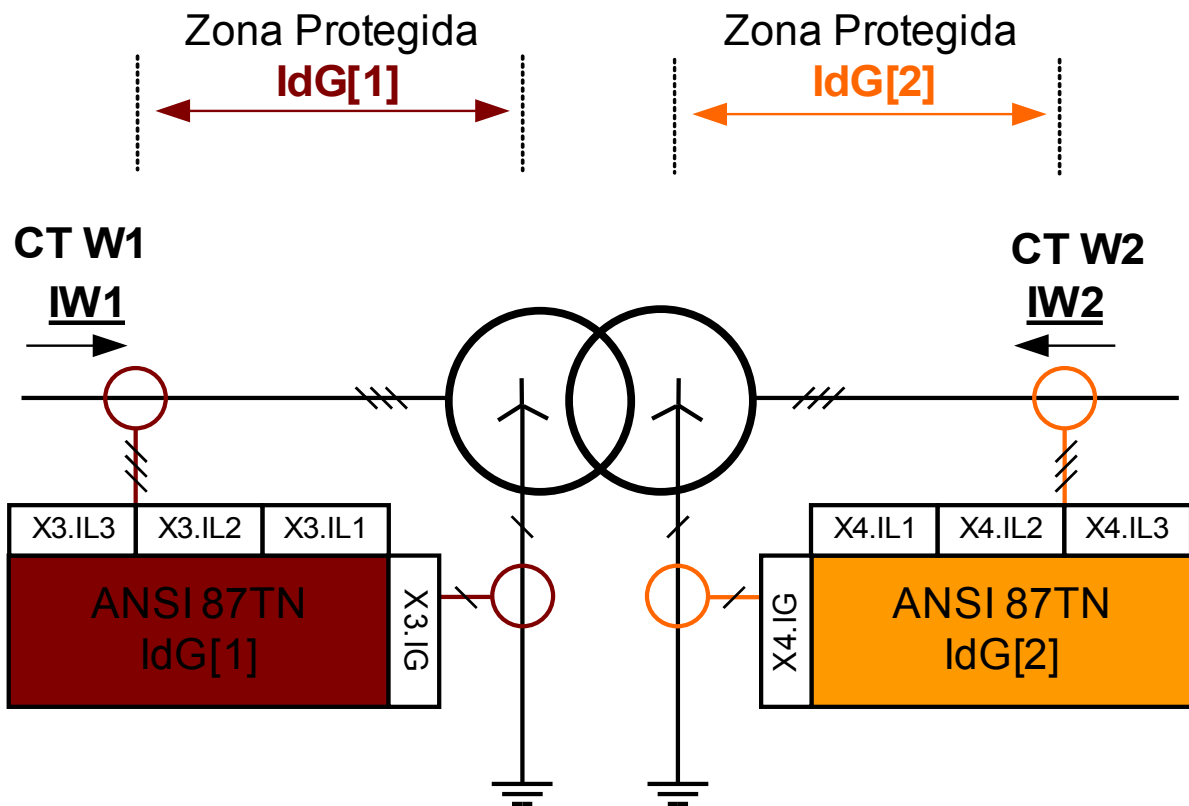 Zona Protegida
IdG[1]
Zona Protegida
IdG[2]
CT W1
IW1
CT W2
IW2
X3.IL3
X3.IL2
X3.IL1
X4.IL1
X4.IL2
X4.IL3
ANSI 87TN
IdG[1]
X3.IG
X4.IG
ANSI 87TN
IdG[2]